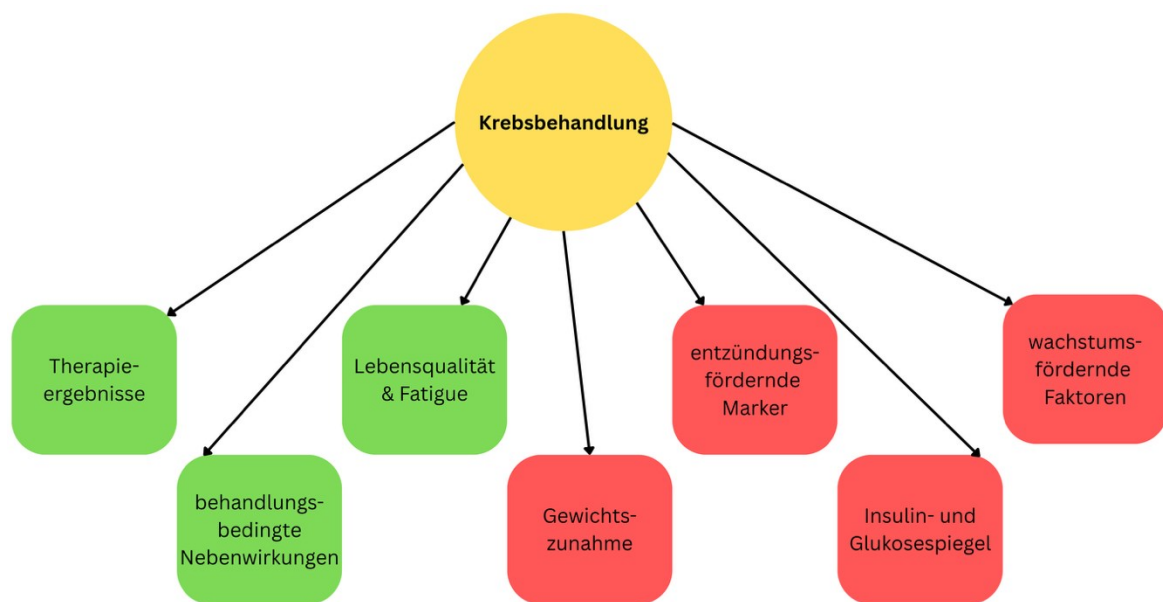 Krebsbehandlung
Therapie-
ergebnisse
Lebensqualität
& Fatigue
entzündungs-
fördernde
Marker
wachstums-
fördernde
Faktoren
behandlungs-
bedingte
Nebenwirkungen
Gewichts-
zunahme
Insulin- und
Glukosespiegel